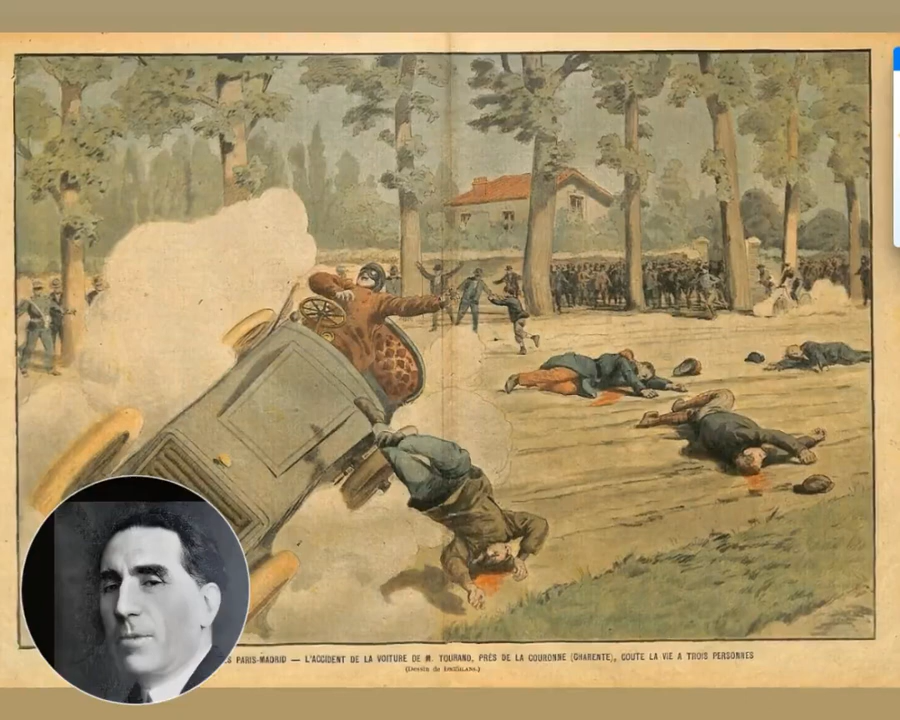 ES PARIS-MADRID — L'ACCIDENT DE LA VOITURE DE M. TOURAND, PRÈS DE LA COURONNE (CHARENTE), COUTE LA VIE A TROIS PERSONNES
(Dessin de